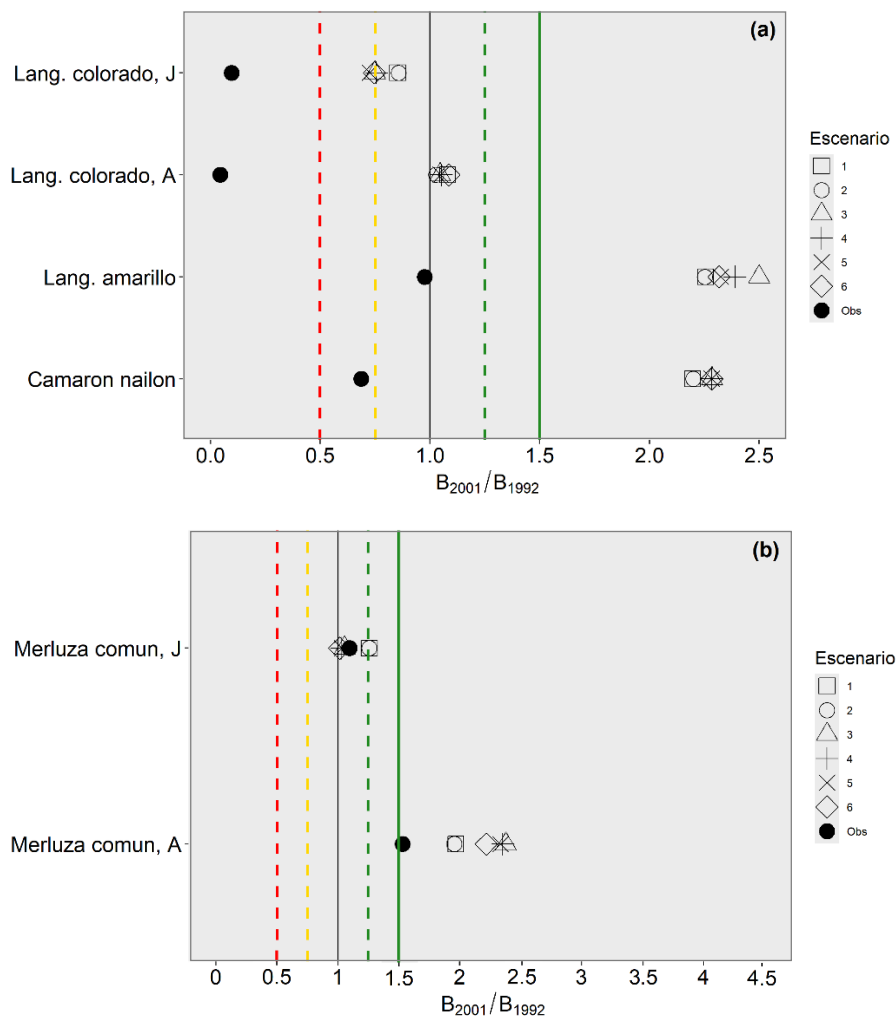 (a)
Lang. colorado, J
Lang. colorado, A
Lang. amarillo
Camaron nailon
0.0 0.5 1.0 1.5 2.0 2.5
B2001/B1992
Escenario
1
2
3
4
5
6
Obs
(b)
Merluza comun, J
Merluza comun, A
0 0.5 1 1.5 2 2.5 3 3.5 4 4.5
B2001/B1992
Escenario
1
2
3
4
5
6
Obs